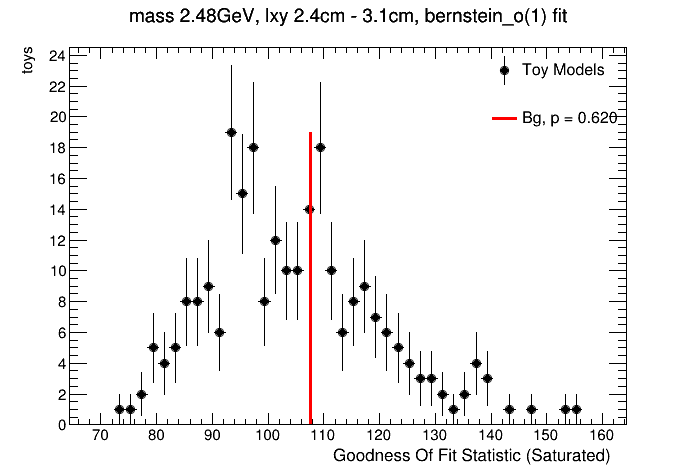 mass 2.48GeV, lxy 2.4cm - 3.1cm, bernstein_o(1) fit
toys
24
22
20
18
16
14
12
10
8
6
4
2
0
Toy Models
Bg, p = 0.620
70 80 90 100 110 120 130 140 150 160
Goodness Of Fit Statistic (Saturated)